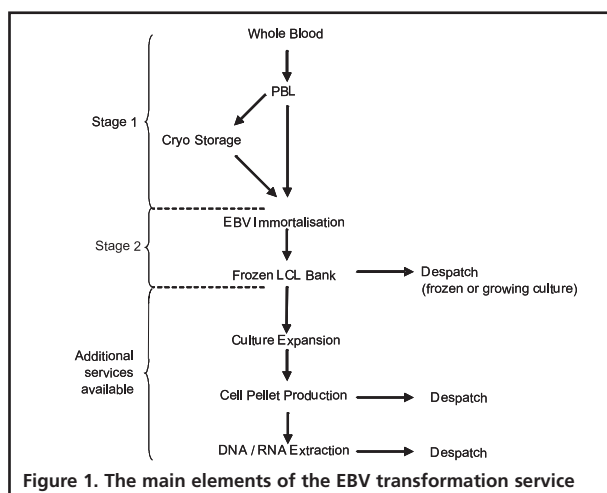 Whole Blood
PBL
Stage 1
Cryo Storage
EBV Immortalisation
Stage 2
Frozen LCL Bank
Despatch
(frozen or growing culture)
Culture Expansion
Additional
services
available
Cell Pellet Production
Despatch
DNA / RNA Extraction
Despatch
Figure 1. The main elements of the EBV transformation service